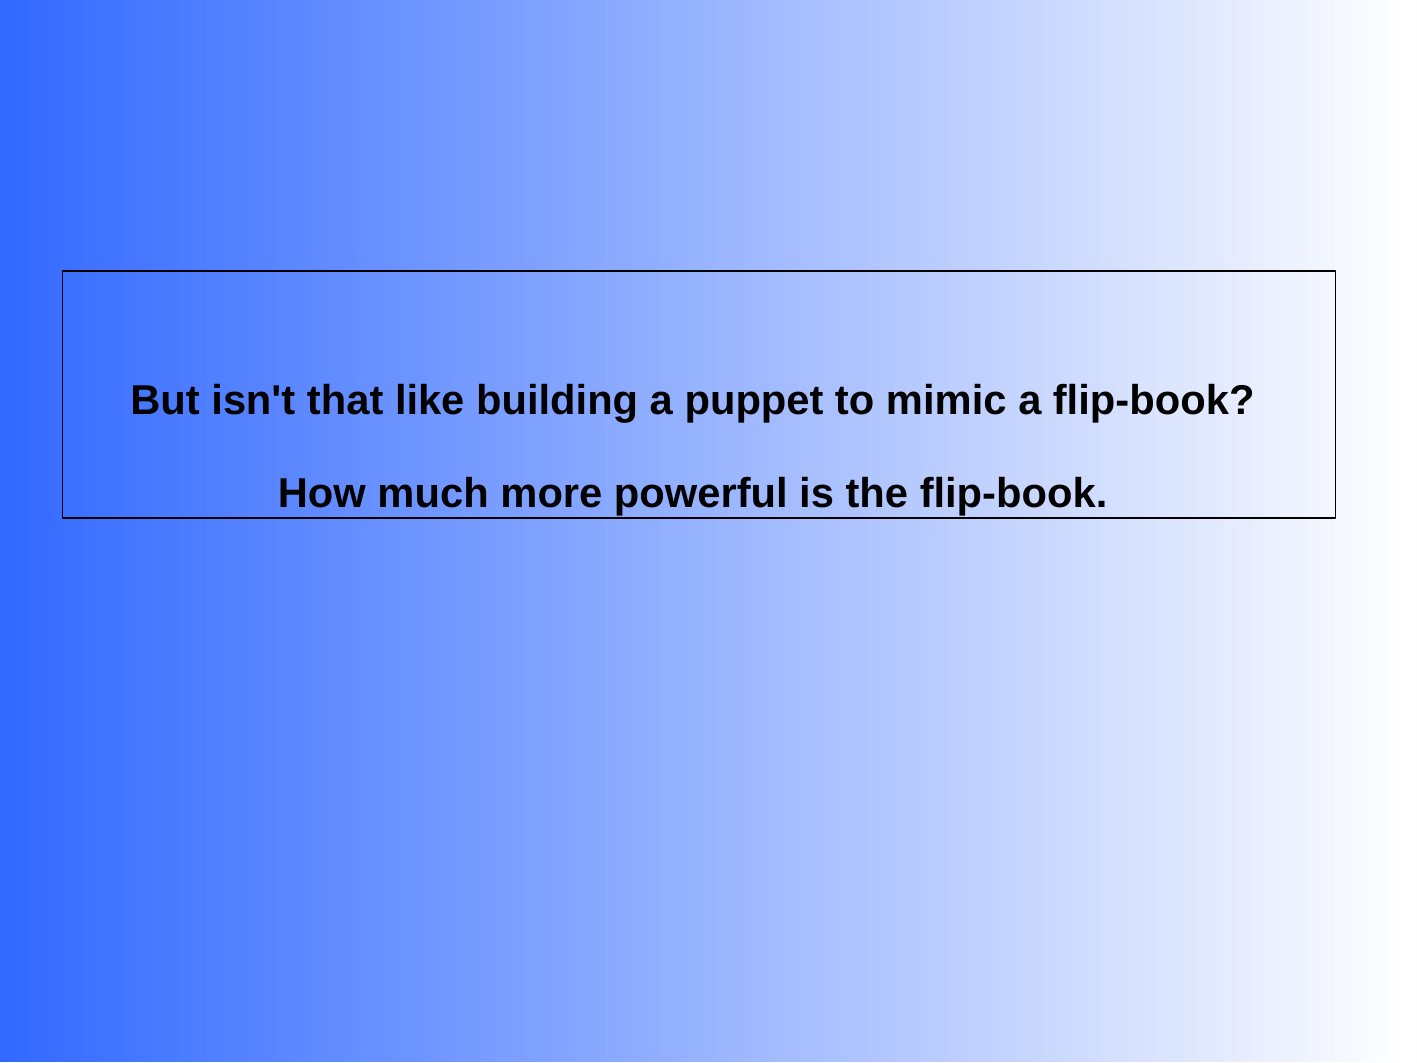 But isn't that like building a puppet to mimic a flip-book?
How much more powerful is the flip-book.